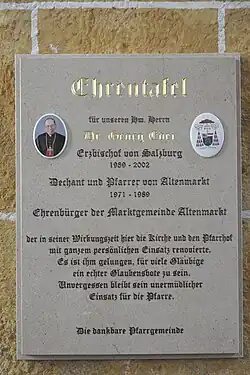 Ehrentafel
für unseren Hw. Herrn
Dr. Georg Eder
Erzbischof von Salzburg
1989 - 2002
Dechant und Pfarrer von Altenmarkt
1971 - 1989
Ehrenbürger der Marktgemeinde Altenmarkt
der in seiner Wirkungszeit hier die Kirche und den Pfarrhof
mit ganzem persönlichen Einsatz renovierte.
Es ist ihm gelungen, für viele Gläubige
ein echter Glaubensbote zu sein.
Unvergessen bleibt sein unermüdlicher
Einsatz für die Pfarre.
Die dankbare Pfarrgemeinde